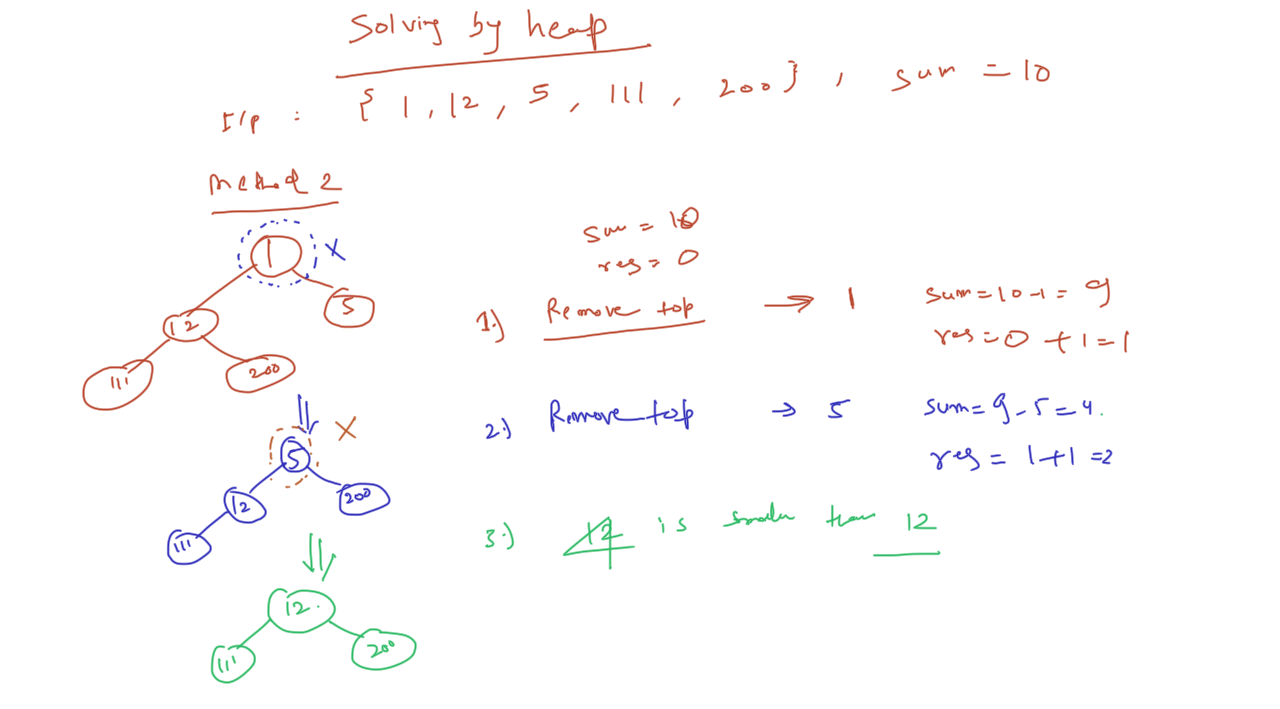 Solving by heap
I/p : { 1, 12, 5, 111, 200 } , sum = 10
Method 2
1 X
12 5
111 200
5 X
12 200
111
12.
111 200
sum = 10
res = 0
1.) Remove top → 1 sum = 10 - 1 = 9
res = 0 + 1 = 1
2.) Remove top → 5 sum = 9 - 5 = 4.
res = 1 + 1 = 2
3.) 4 is smaller than 12